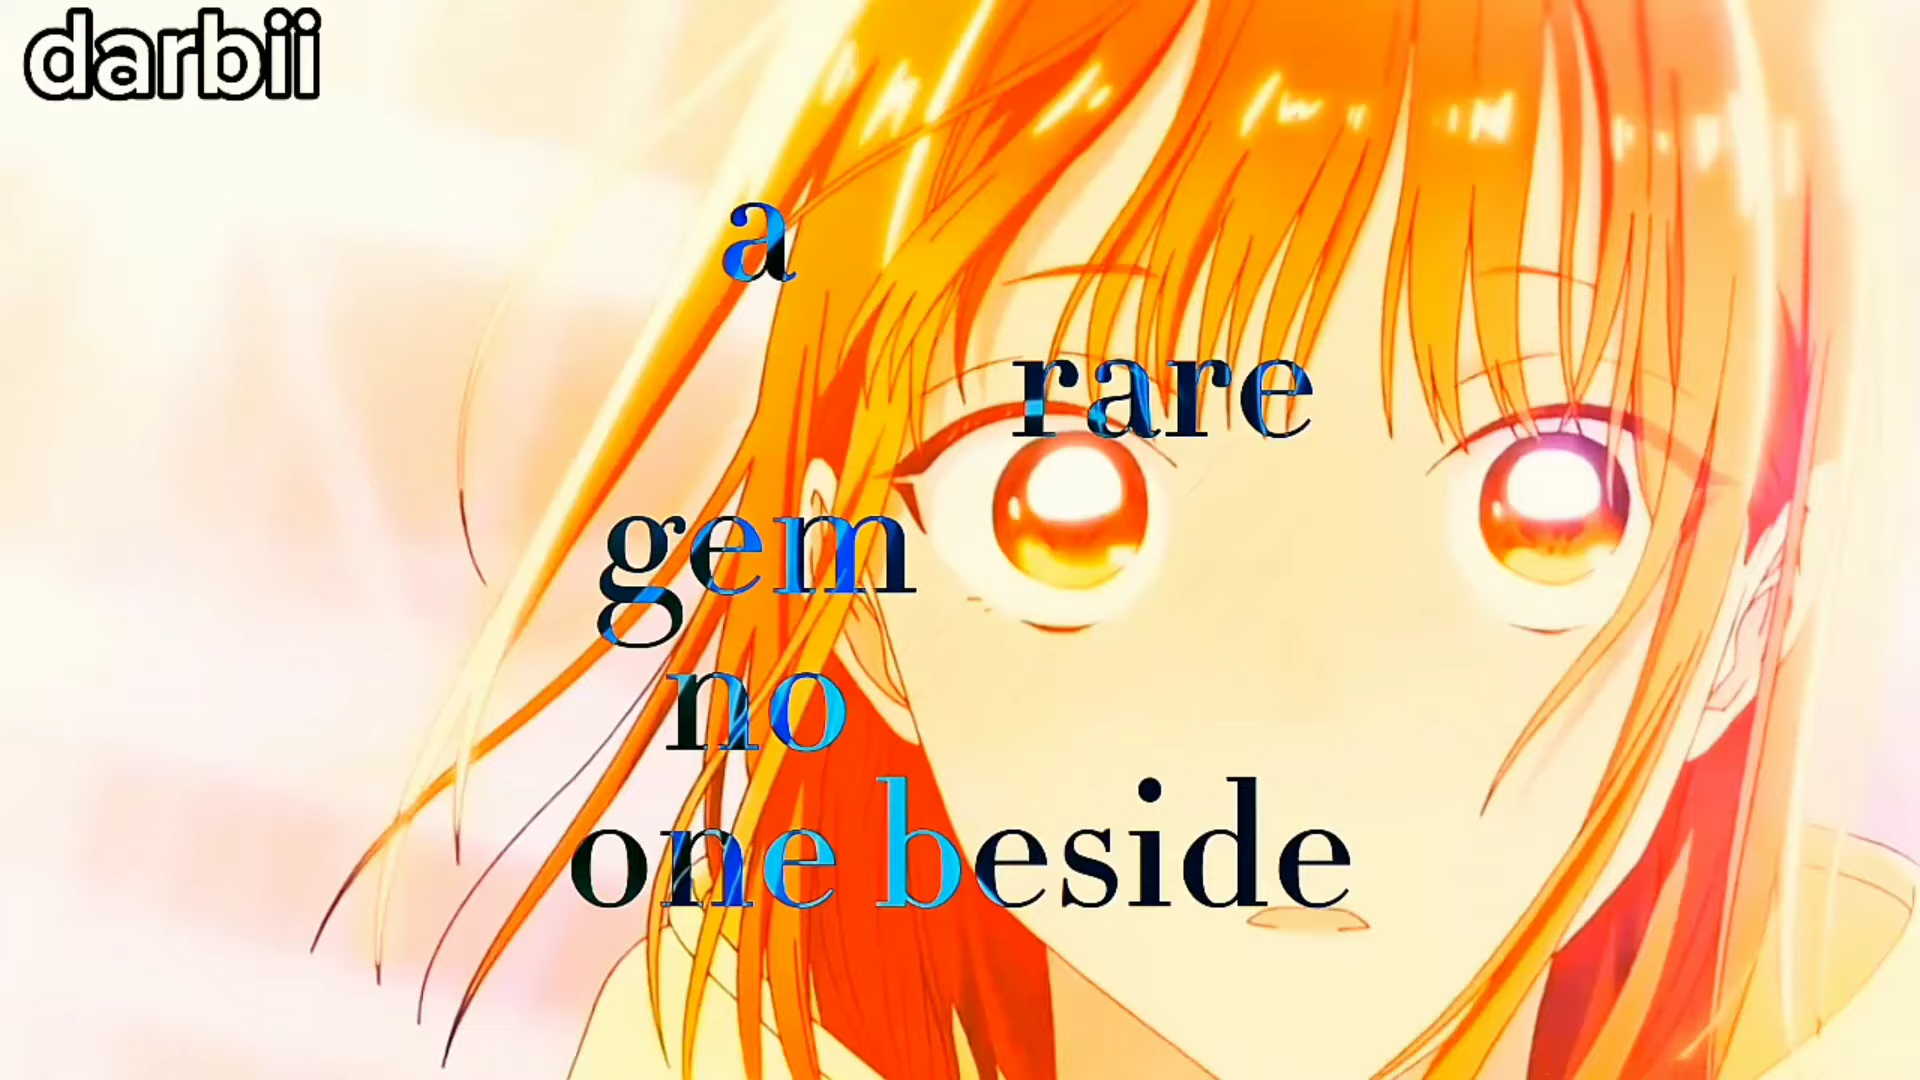 darbii
a
rare
gem
no
one beside